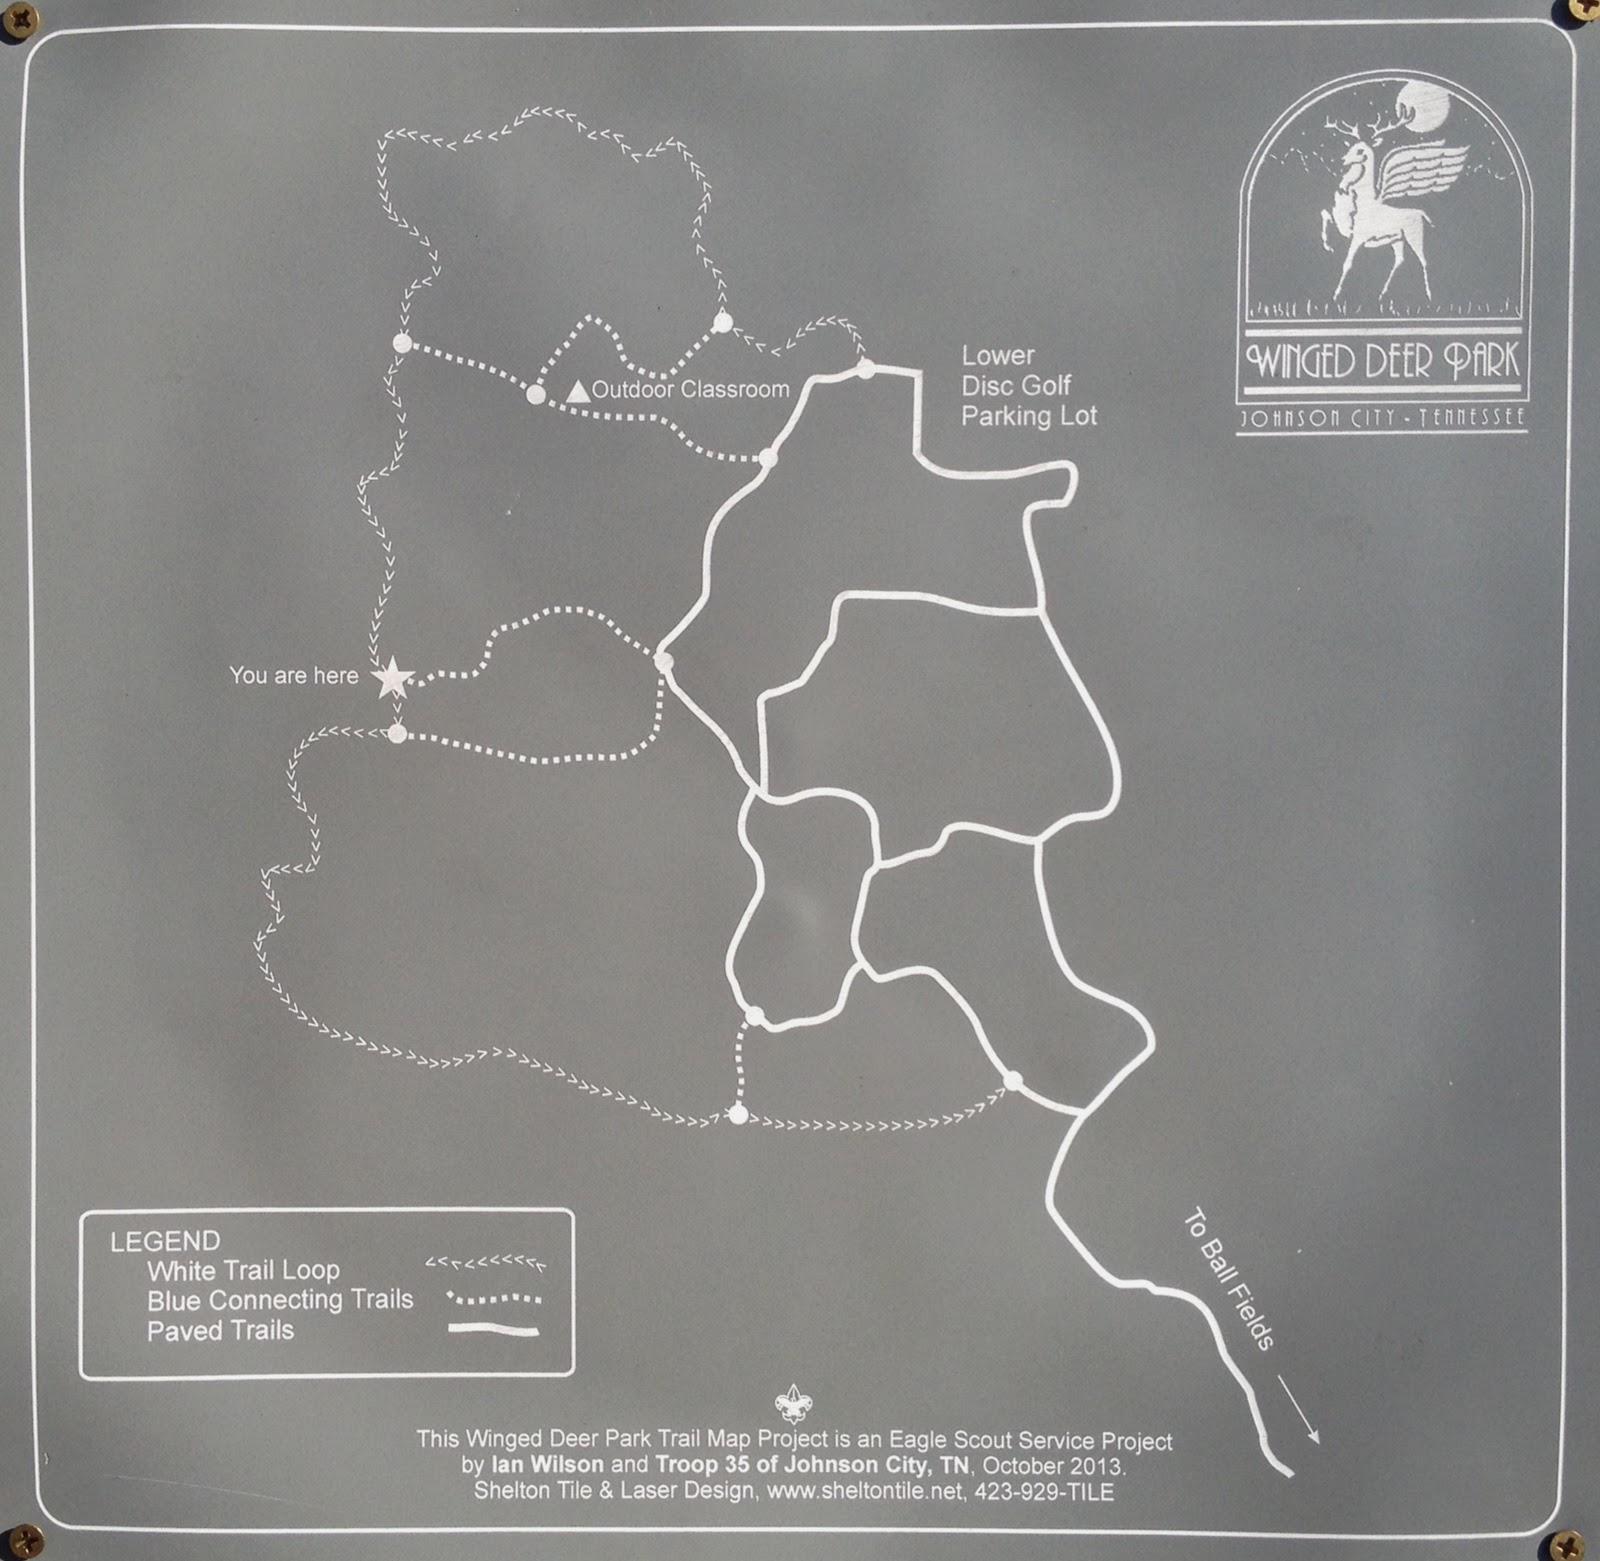 WINGED DEER PARK
JOHNSON CITY - TENNESSEE
Lower
Disc Golf
Parking Lot
Outdoor Classroom
You are here
To Ball Fields
LEGEND
White Trail Loop
Blue Connecting Trails
Paved Trails
This Winged Deer Park Trail Map Project is an Eagle Scout Service Project
by Ian Wilson and Troop 35 of Johnson City, TN, October 2013.
Shelton Tile & Laser Design, www.sheltontile.net, 423-929-TILE